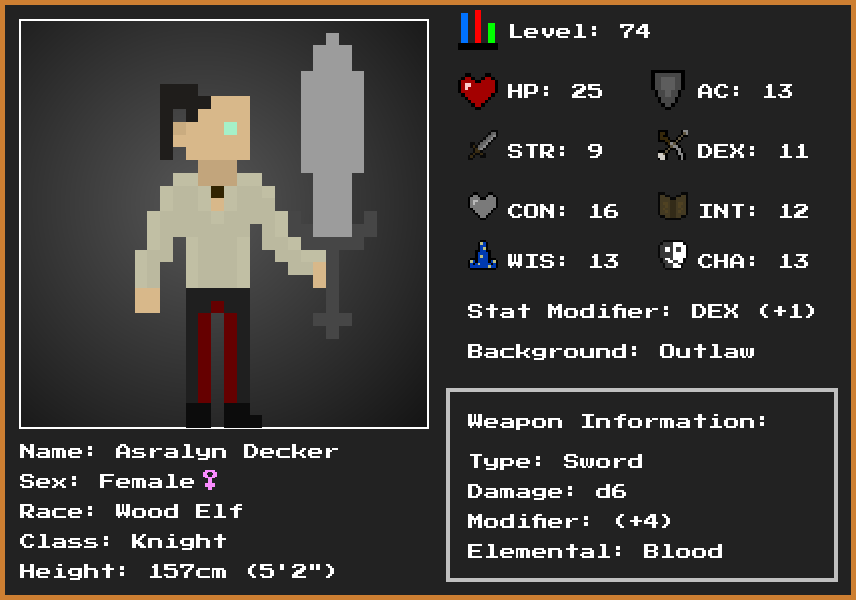 Level: 74
HP: 25 AC: 13
STR: 9 DEX: 11
CON: 16 INT: 12
WIS: 13 CHA: 13
Stat Modifier: DEX (+1)
Background: Outlaw
Weapon Information:
Type: Sword
Damage: d6
Modifier: (+4)
Elemental: Blood
Name: Asralyn Decker
Sex: Female♀
Race: Wood Elf
Class: Knight
Height: 157cm (5'2")